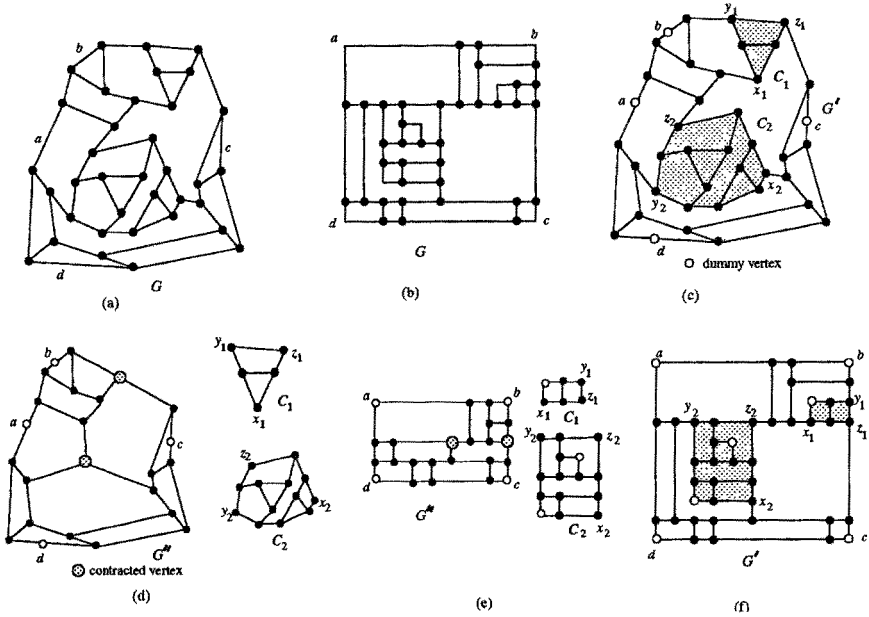 b
a
c
d
G
(a)
a
b
d
c
G
(b)
y1
z1
b
x1
C1
a
z2
C2
G'
c
y2
x2
d
dummy vertex
(c)
b
a
c
d
G''
contracted vertex
(d)
y1
z1
C1
x1
z2
y2
x2
C2
a
b
d
c
G''
y1
x1
z1
C1
y2
z2
C2
x2
(e)
a
b
y2
z2
y1
x1
z1
x2
d
c
G'
(f)